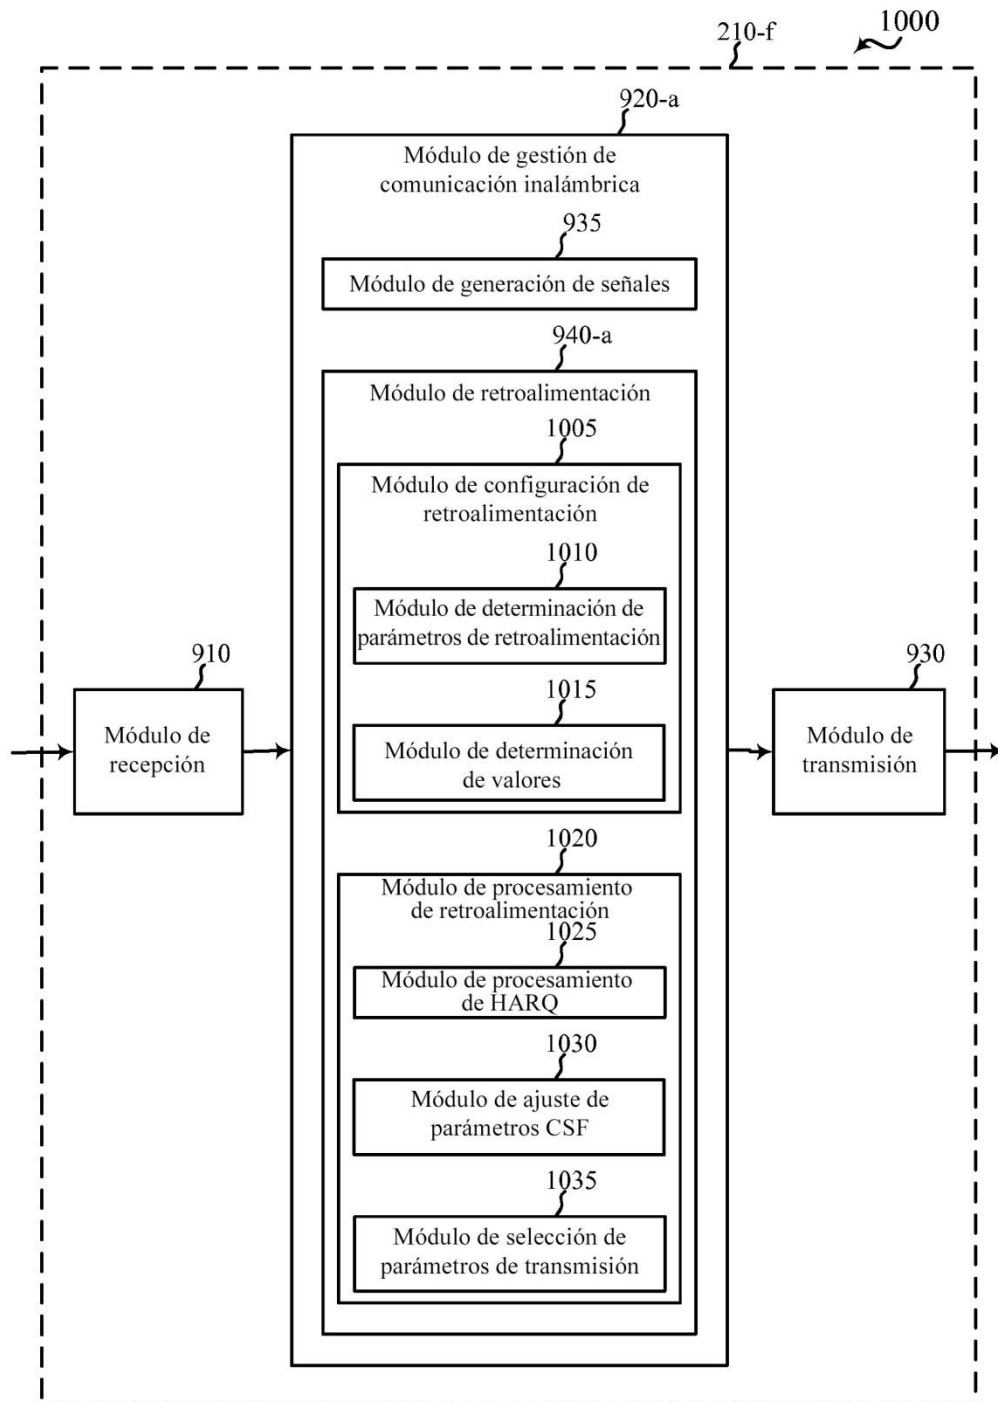 1000
210-f
920-a
Módulo de gestión de
comunicación inalámbrica
935
Módulo de generación de señales
940-a
Módulo de retroalimentación
1005
Módulo de configuración de
retroalimentación
1010
Módulo de determinación de
parámetros de retroalimentación
910
Módulo de
recepción
1015
Módulo de determinación
de valores
930
Módulo de
transmisión
1020
Módulo de procesamiento
de retroalimentación
1025
Módulo de procesamiento
de HARQ
1030
Módulo de ajuste de
parámetros CSF
1035
Módulo de selección de
parámetros de transmisión